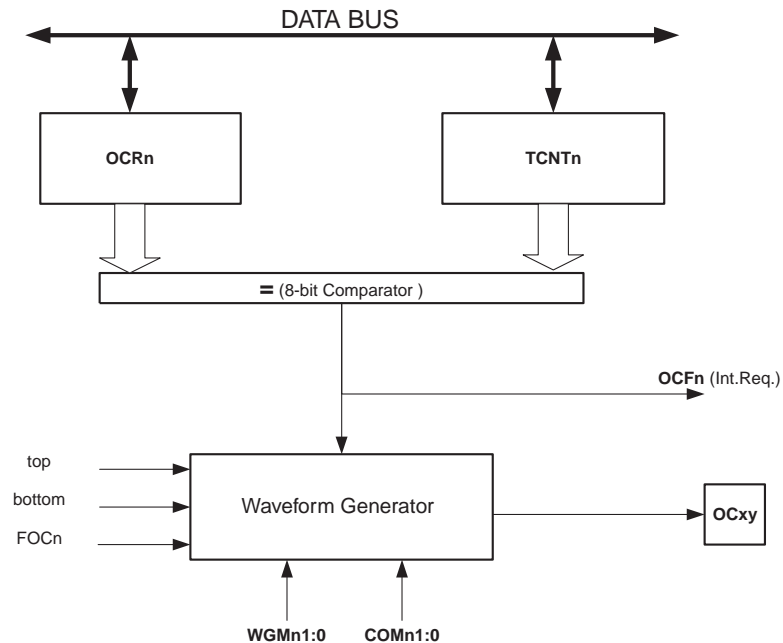 DATA BUS
OCRn
TCNTn
= (8-bit Comparator )
OCFn (Int.Req.)
top
bottom
FOCn
Waveform Generator
OCxy
WGMn1:0
COMn1:0